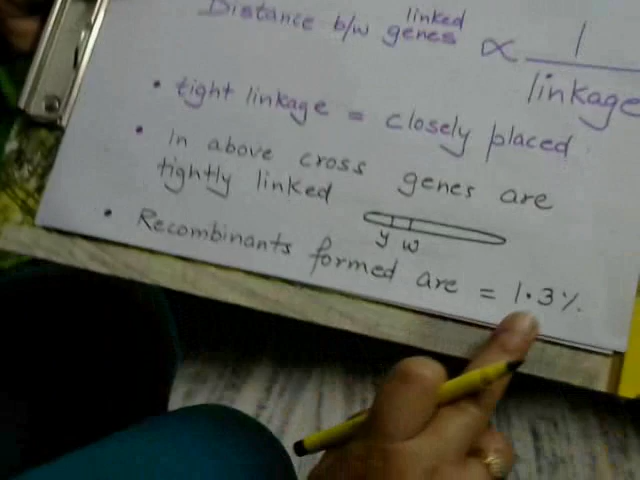 Distance b/w linked genes ∝ 1/linkage
• tight linkage = closely placed
• In above cross genes are
tightly linked
y w
• Recombinants formed are = 1.3%.